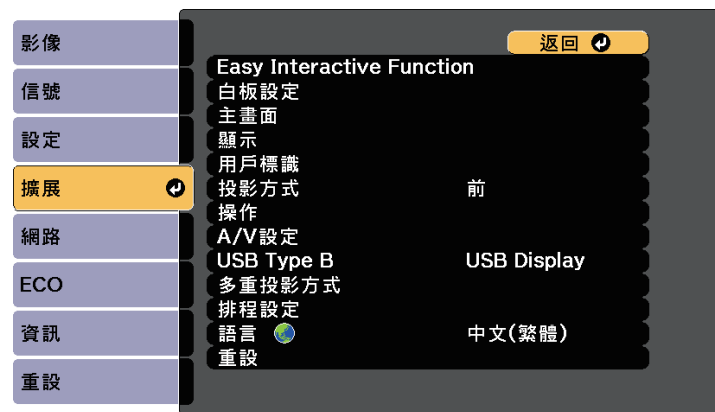 影像
信號
設定
擴展
網路
ECO
資訊
重設
返回
Easy Interactive Function
白板設定
主畫面
顯示
用戶標識
投影方式 前
操作
A/V設定
USB Type B USB Display
多重投影方式
排程設定
語言 中文(繁體)
重設